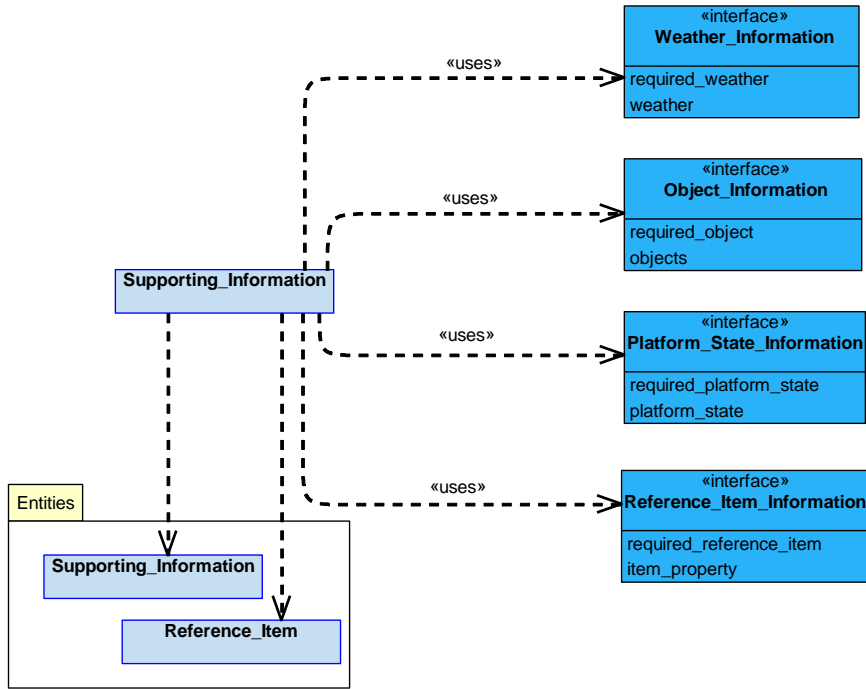 «interface»
Weather_Information
required_weather
weather
«uses»
«interface»
Object_Information
required_object
objects
«uses»
Supporting_Information
«interface»
Platform_State_Information
required_platform_state
platform_state
«uses»
«interface»
Reference_Item_Information
required_reference_item
item_property
«uses»
Entities
Supporting_Information
Reference_Item